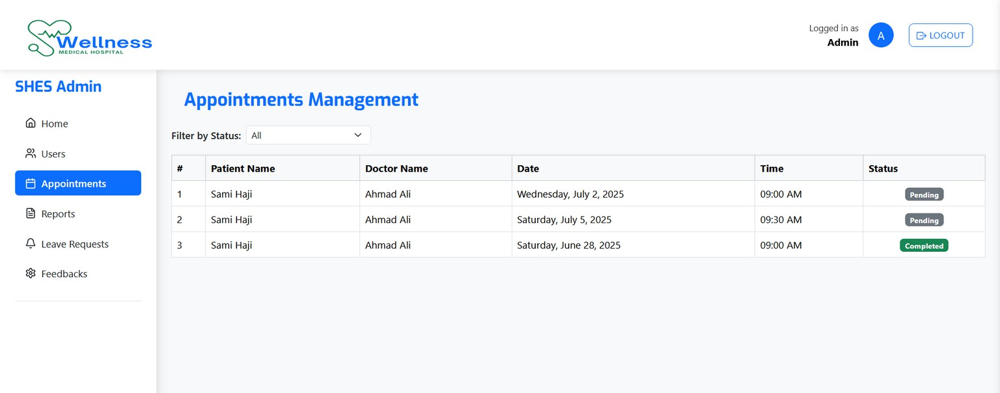 Wellness
MEDICAL HOSPITAL
Logged in as
Admin
A
LOGOUT
SHES Admin
Home
Users
Appointments
Reports
Leave Requests
Feedbacks
Appointments Management
Filter by Status: All
# Patient Name Doctor Name Date Time Status
1 Sami Haji Ahmad Ali Wednesday, July 2, 2025 09:00 AM Pending
2 Sami Haji Ahmad Ali Saturday, July 5, 2025 09:30 AM Pending
3 Sami Haji Ahmad Ali Saturday, June 28, 2025 09:00 AM Completed